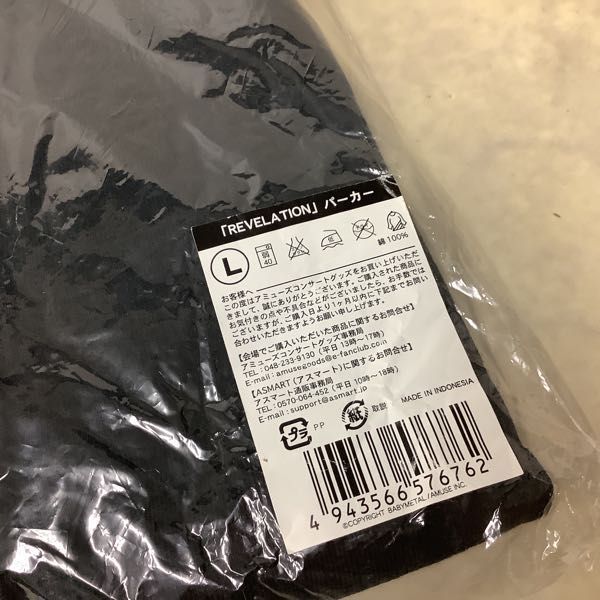 「REVELATION」パーカー
L
弱
40
低
綿 100%
お客様へ
この度はアミューズコンサートグッズをお買い上げいただ
きまして、誠にありがとうございます。ご購入された商品に
お気付きの点や不具合などがございましたら、お手数では
ございますが、ご購入日より1ヶ月以内に下記までお問い
合わせいただきますようお願い申し上げます。
【会場でご購入いただいた商品に関するお問合せ】
アミューズコンサートグッズ事務局
TEL:048-233-9130 (平日 13時〜17時)
E-mail : amusegoods@e-fanclub.com
【ASMART (アスマート) に関するお問合せ】
アスマート通販事務局
TEL:0570-064-452 (平日 10時〜18時)
E-mail : support@asmart.jp
プラ
PP
紙
取説
MADE IN INDONESIA
4 943566 576762
©COPYRIGHT BABYMETAL /AMUSE INC.